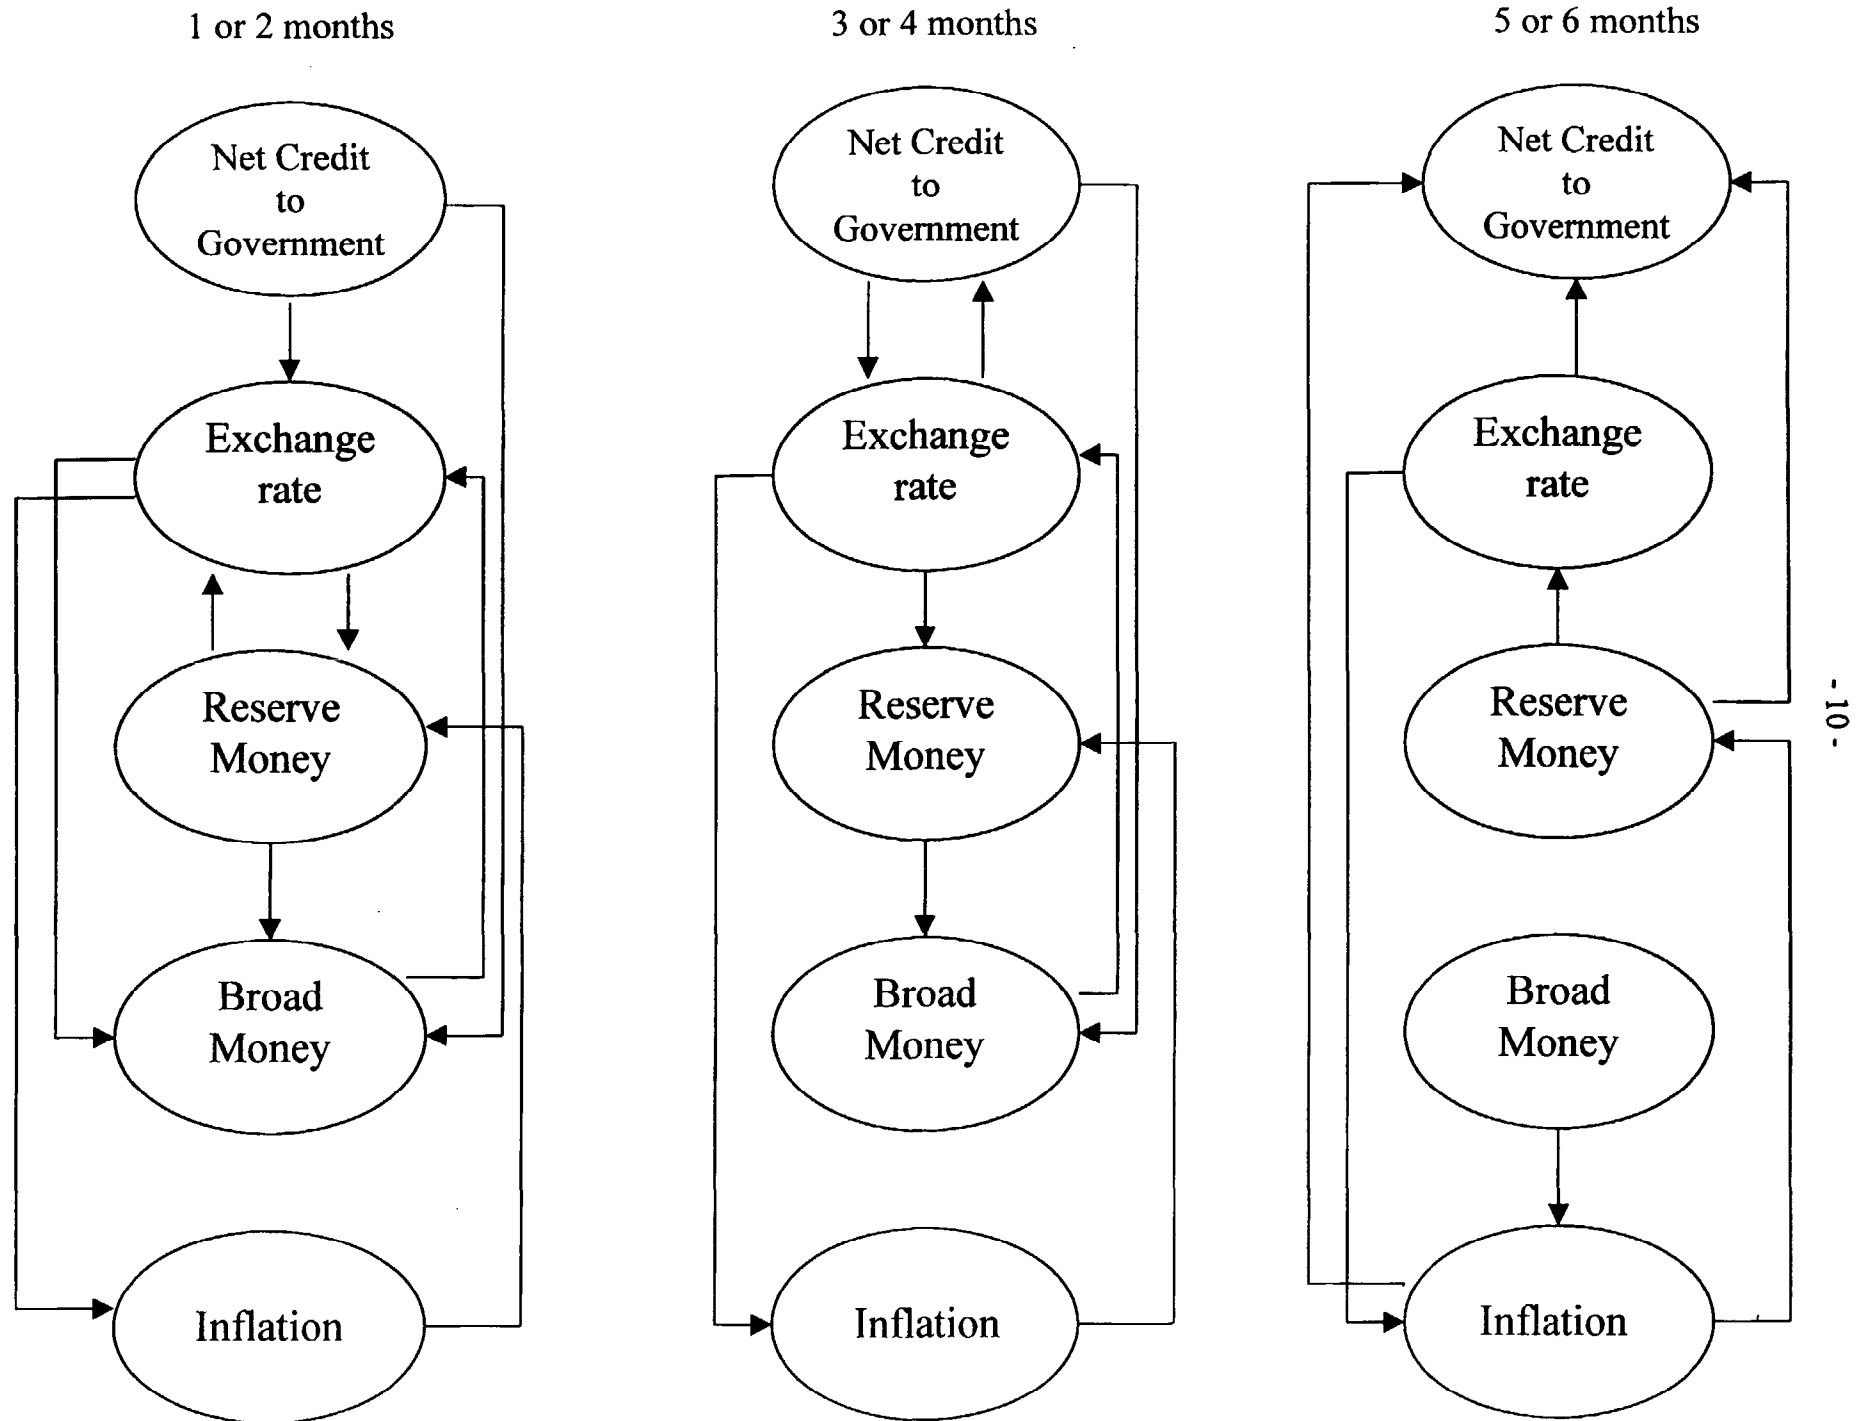 1 or 2 months
Net Credit
to
Government
Exchange
rate
Reserve
Money
Broad
Money
Inflation
3 or 4 months
Net Credit
to
Government
Exchange
rate
Reserve
Money
Broad
Money
Inflation
5 or 6 months
Net Credit
to
Government
Exchange
rate
Reserve
Money
Broad
Money
Inflation
- 10 -